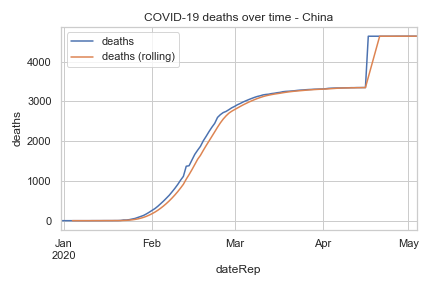 COVID-19 deaths over time - China
deaths
deaths (rolling)
4000
3000
2000
1000
0
deaths
Jan
2020
Feb
Mar
Apr
May
dateRep